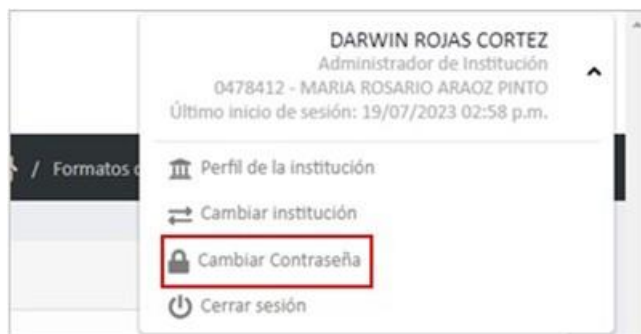 DARWIN ROJAS CORTEZ
Administrador de Institución
0478412 - MARIA ROSARIO ARAOZ PINTO
Último inicio de sesión: 19/07/2023 02:58 p.m.
/ Formatos
Perfil de la institución
Cambiar institución
Cambiar Contraseña
Cerrar sesión